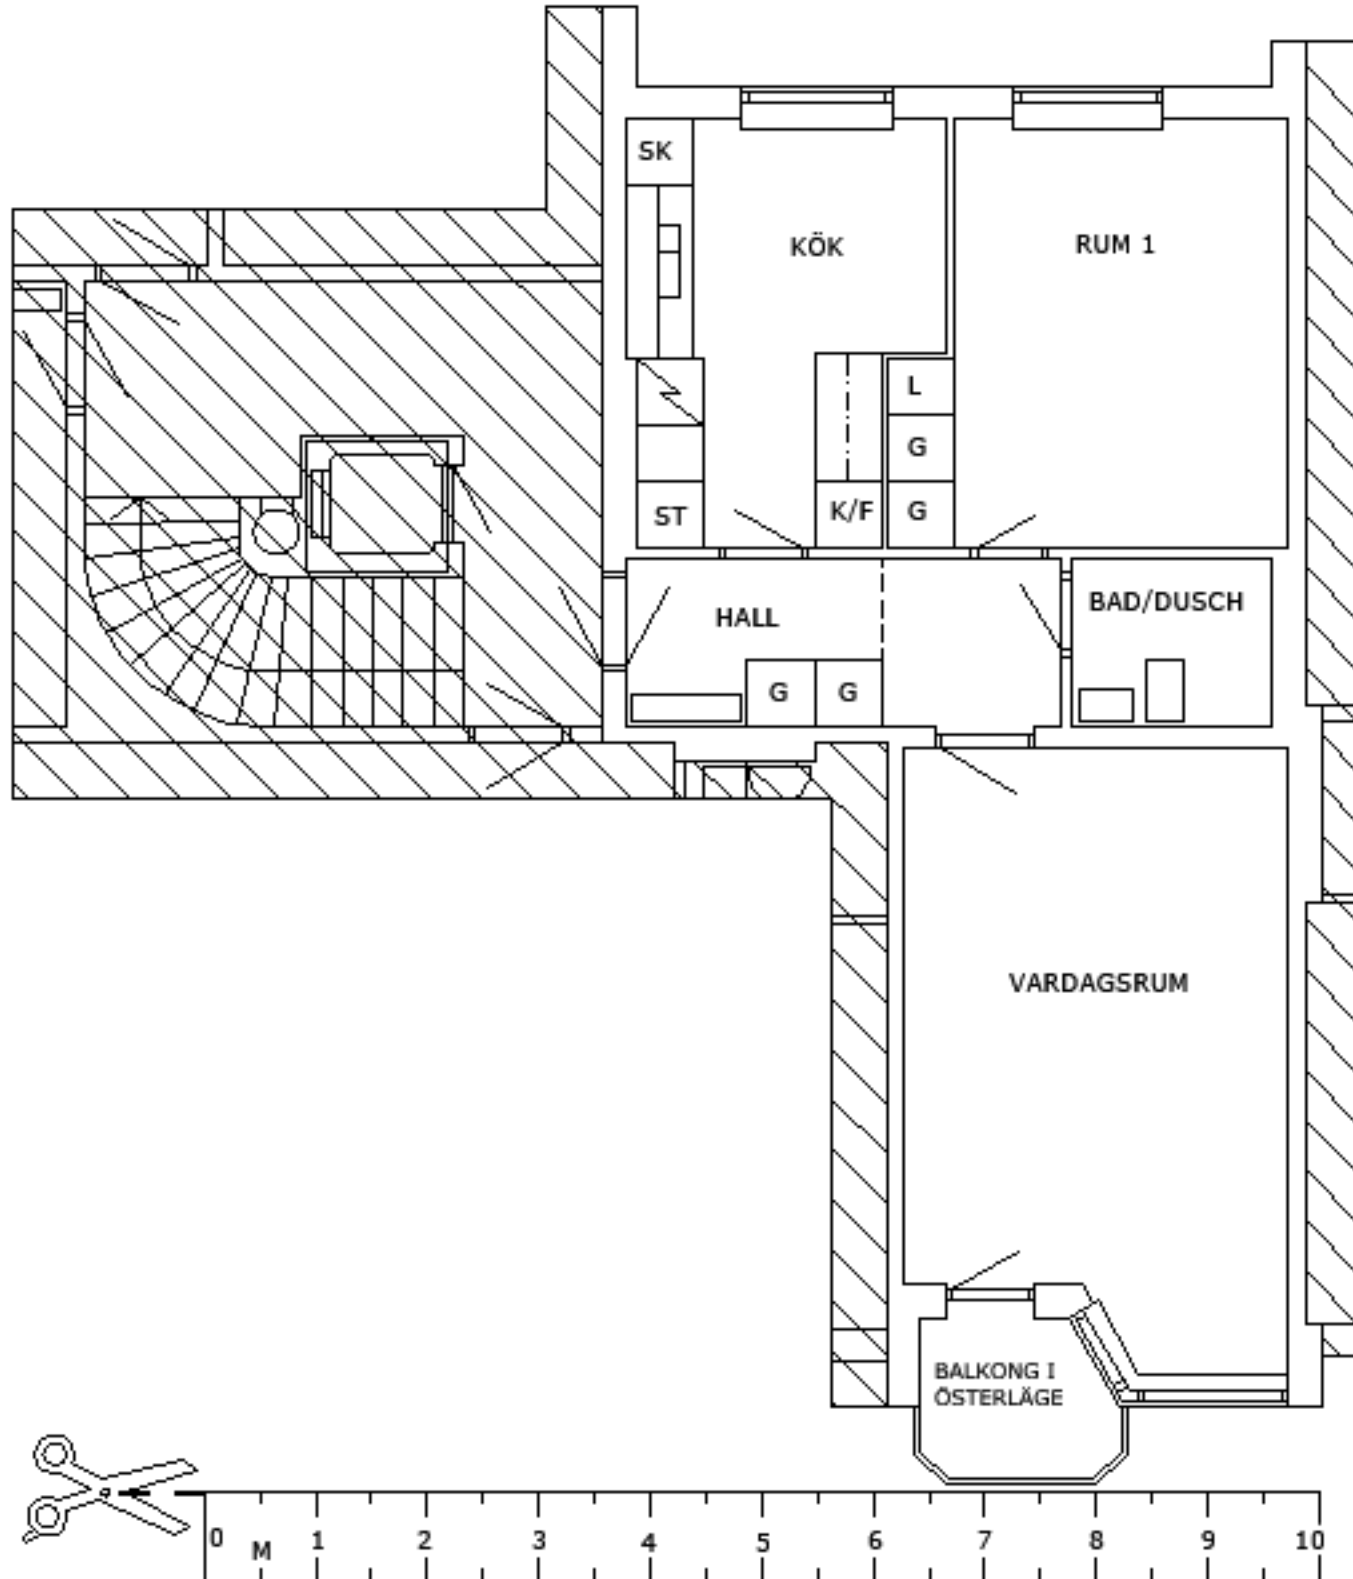 SK
KÖK
RUM 1
L
G
ST
K/F
G
HALL
BAD/DUSCH
G
G
VARDAGSRUM
BALKONG I
ÖSTERLÄGE
0 M 1 2 3 4 5 6 7 8 9 10